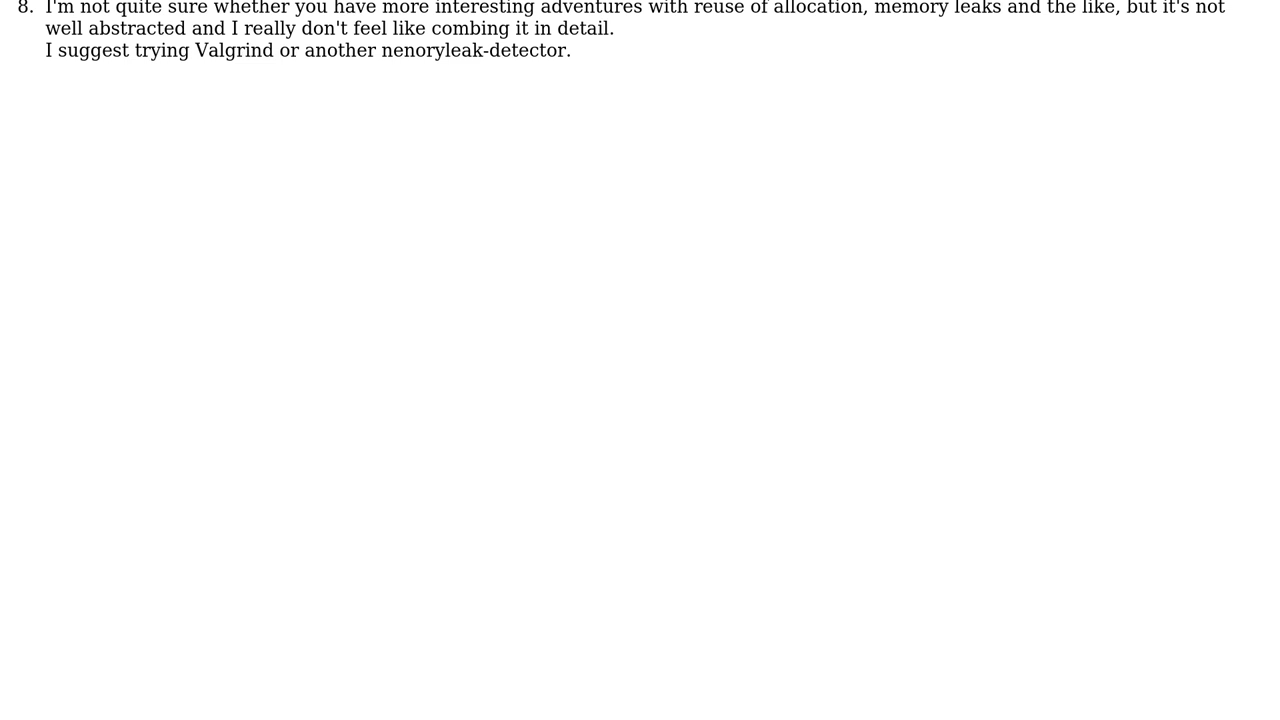 8. I'm not quite sure whether you have more interesting adventures with reuse of allocation, memory leaks and the like, but it's not
well abstracted and I really don't feel like combing it in detail.
I suggest trying Valgrind or another nenoryleak-detector.